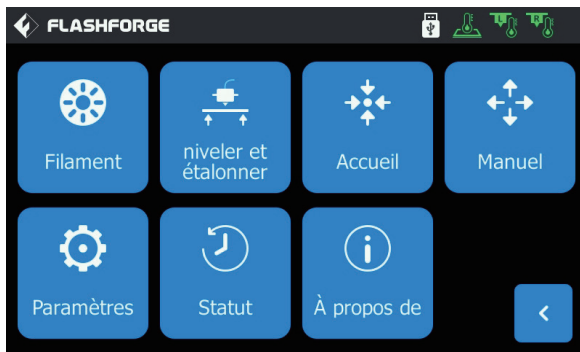 FLASHFORGE
L R
Filament
niveler et
étalonner
Accueil
Manuel
Paramètres
Statut
À propos de